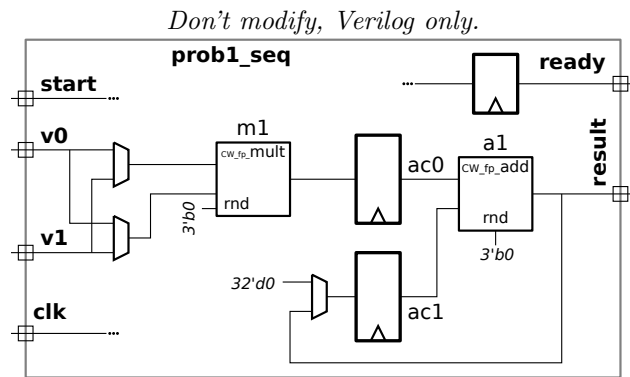 Don't modify, Verilog only.
prob1_seq
start
...
...
ready
v0
m1
CW_fp_mult
rnd
3'b0
ac0
a1
CW_fp_add
rnd
3'b0
result
v1
32'd0
ac1
clk
...